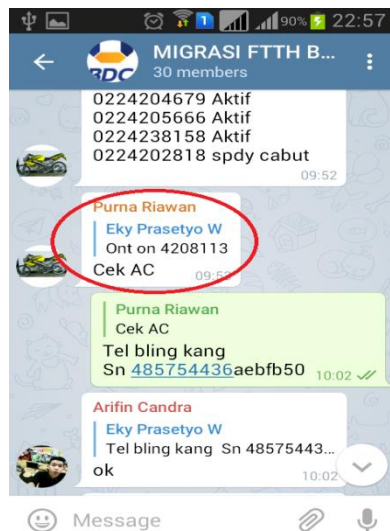 90% 22:57
BDC
MIGRASI FTTH B...
30 members
0224204679 Aktif
0224205666 Aktif
0224238158 Aktif
0224202818 spdy cabut
09:52
Purna Riawan
Eky Prasetyo W
Ont on 4208113
Cek AC
Purna Riawan
Cek AC
Tel bling kang
Sn 485754436aebfb50 10:02
Arifin Candra
Eky Prasetyo W
Tel bling kang Sn 48575443...
ok
10:02
Message